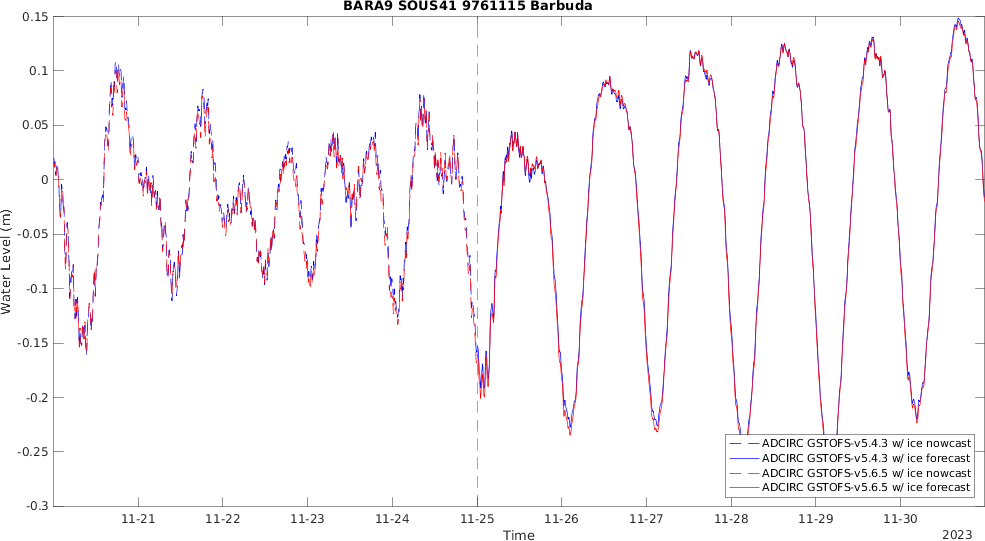 BARA9 SOUS41 9761115 Barbuda
Water Level (m)
0.15
0.1
0.05
0
-0.05
-0.1
-0.15
-0.2
-0.25
-0.3
ADCIRC GSTOFS-v5.4.3 w/ ice nowcast
ADCIRC GSTOFS-v5.4.3 w/ ice forecast
ADCIRC GSTOFS-v5.6.5 w/ ice nowcast
ADCIRC GSTOFS-v5.6.5 w/ ice forecast
11-21 11-22 11-23 11-24 11-25 11-26 11-27 11-28 11-29 11-30
Time
2023